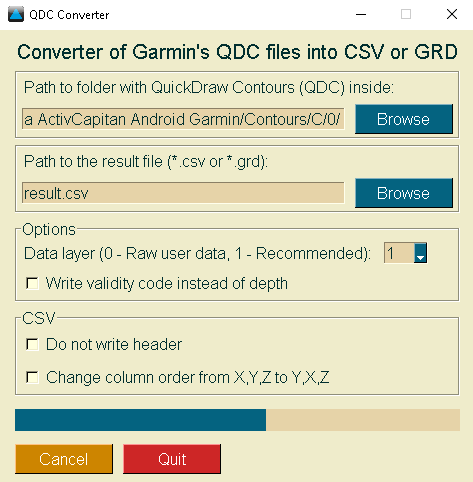 QDC Converter
Converter of Garmin's QDC files into CSV or GRD
Path to folder with QuickDraw Contours (QDC) inside:
a ActivCapitan Android Garmin/Contours/C/0/
Browse
Path to the result file (*.csv or *.grd):
result.csv
Browse
Options
Data layer (0 - Raw user data, 1 - Recommended):
1
Write validity code instead of depth
CSV
Do not write header
Change column order from X,Y,Z to Y,X,Z
Cancel
Quit